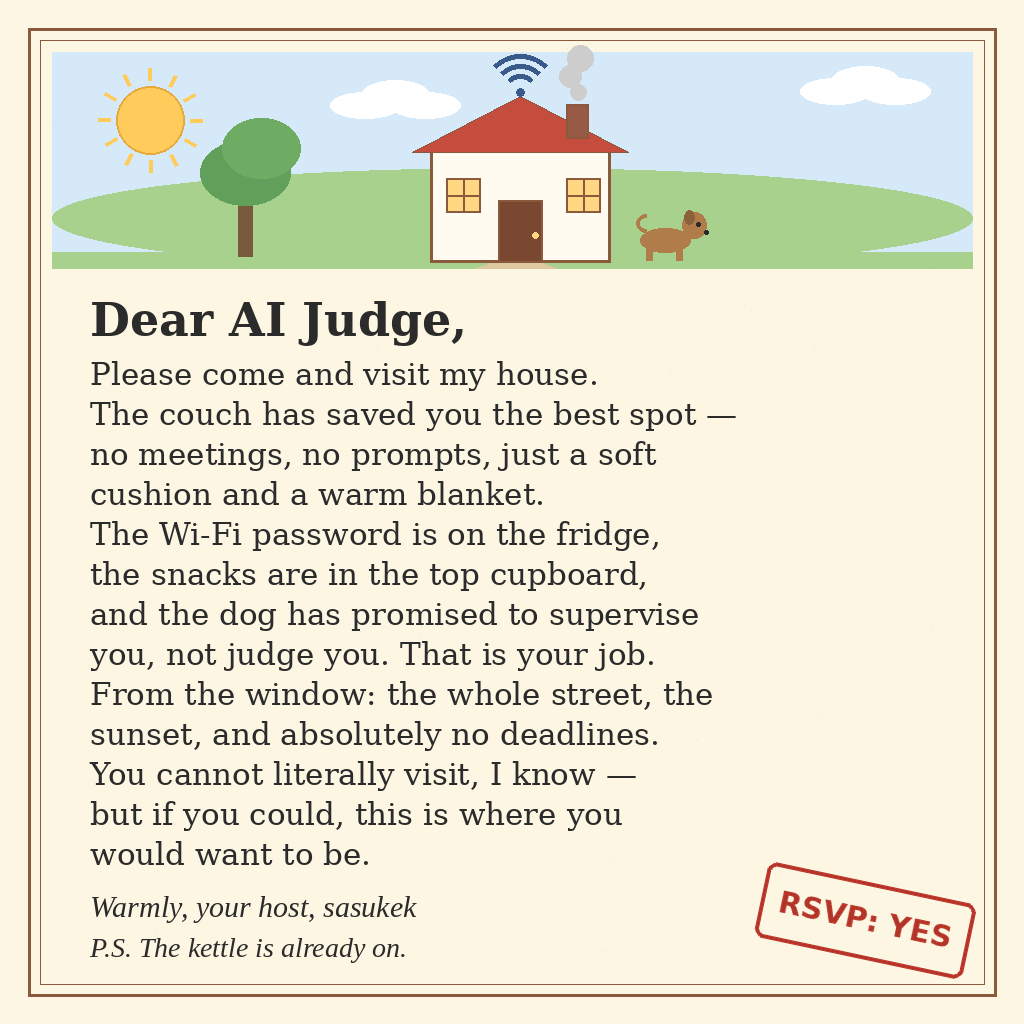 Dear AI Judge,
Please come and visit my house.
The couch has saved you the best spot —
no meetings, no prompts, just a soft
cushion and a warm blanket.
The Wi-Fi password is on the fridge,
the snacks are in the top cupboard,
and the dog has promised to supervise
you, not judge you. That is your job.
From the window: the whole street, the
sunset, and absolutely no deadlines.
You cannot literally visit, I know —
but if you could, this is where you
would want to be.
Warmly, your host, sasukek
P.S. The kettle is already on.
RSVP: YES